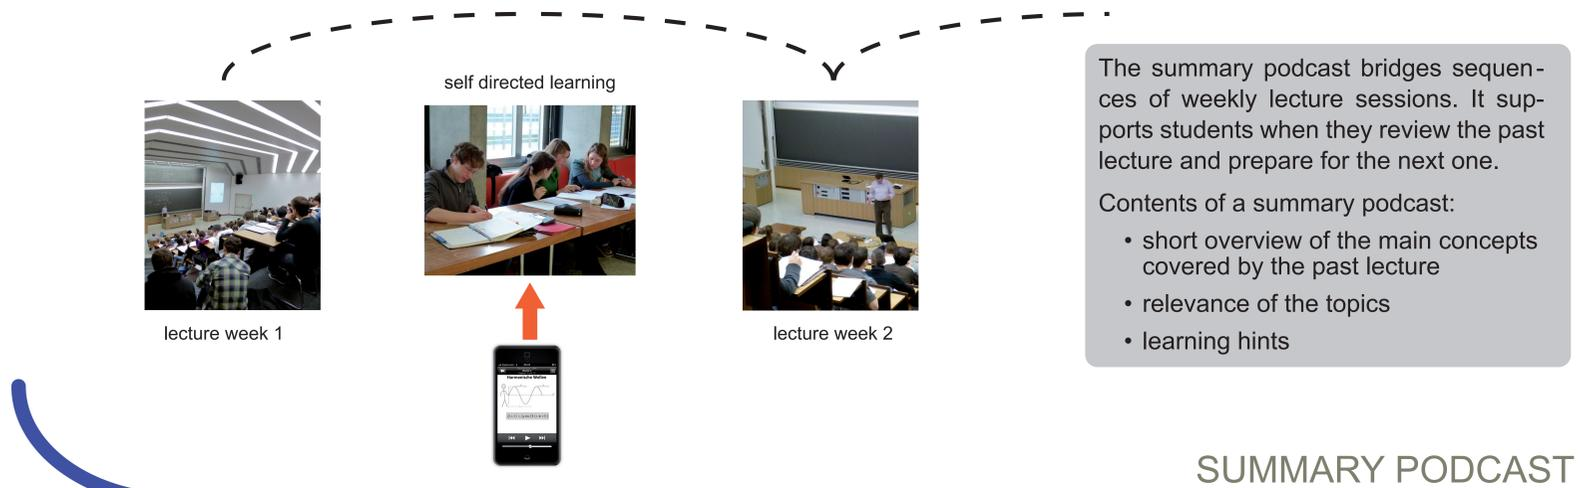 self directed learning
lecture week 1
lecture week 2
Harmonische Wellen
The summary podcast bridges sequen-
ces of weekly lecture sessions. It sup-
ports students when they review the past
lecture and prepare for the next one.
Contents of a summary podcast:
• short overview of the main concepts
covered by the past lecture
• relevance of the topics
• learning hints
SUMMARY PODCAST